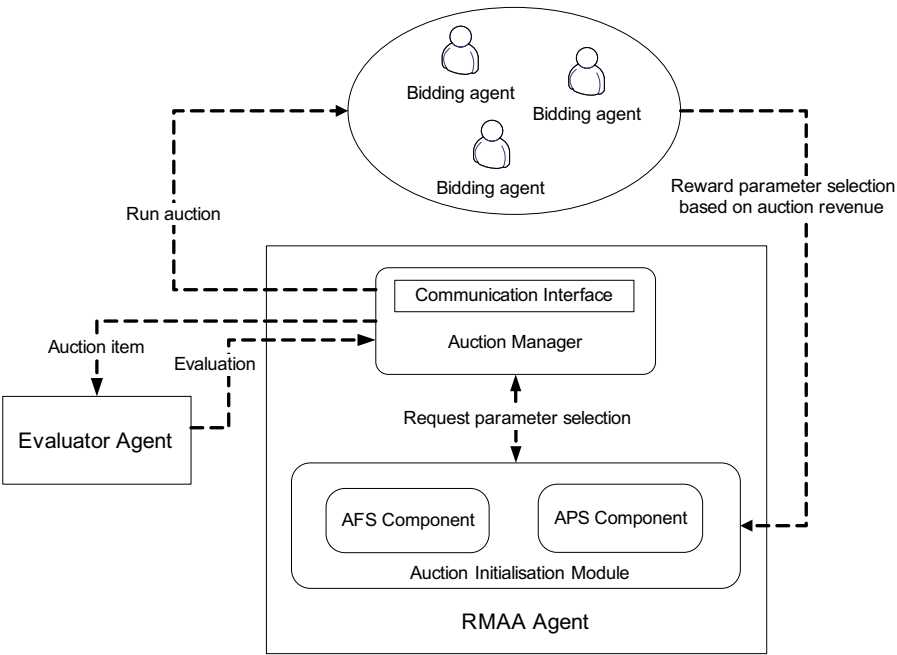 Bidding agent
Bidding agent
Bidding agent
Reward parameter selection
based on auction revenue
Run auction
Communication Interface
Auction Manager
Auction item
Evaluation
Request parameter selection
Evaluator Agent
AFS Component
APS Component
Auction Initialisation Module
RMAA Agent